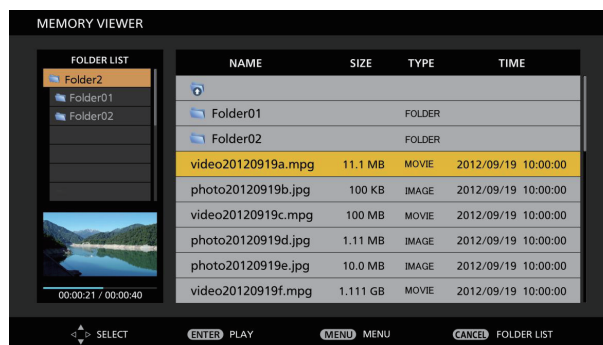 MEMORY VIEWER
FOLDER LIST
Folder2
Folder01
Folder02
00:00:21 / 00:00:40
NAME SIZE TYPE TIME
Folder01 FOLDER
Folder02 FOLDER
video20120919a.mpg 11.1 MB MOVIE 2012/09/19 10:00:00
photo20120919b.jpg 100 KB IMAGE 2012/09/19 10:00:00
video20120919c.mpg 100 MB MOVIE 2012/09/19 10:00:00
photo20120919d.jpg 1.11 MB IMAGE 2012/09/19 10:00:00
photo20120919e.jpg 10.0 MB IMAGE 2012/09/19 10:00:00
video20120919f.mpg 1.111 GB MOVIE 2012/09/19 10:00:00
SELECT ENTER PLAY MENU MENU CANCEL FOLDER LIST